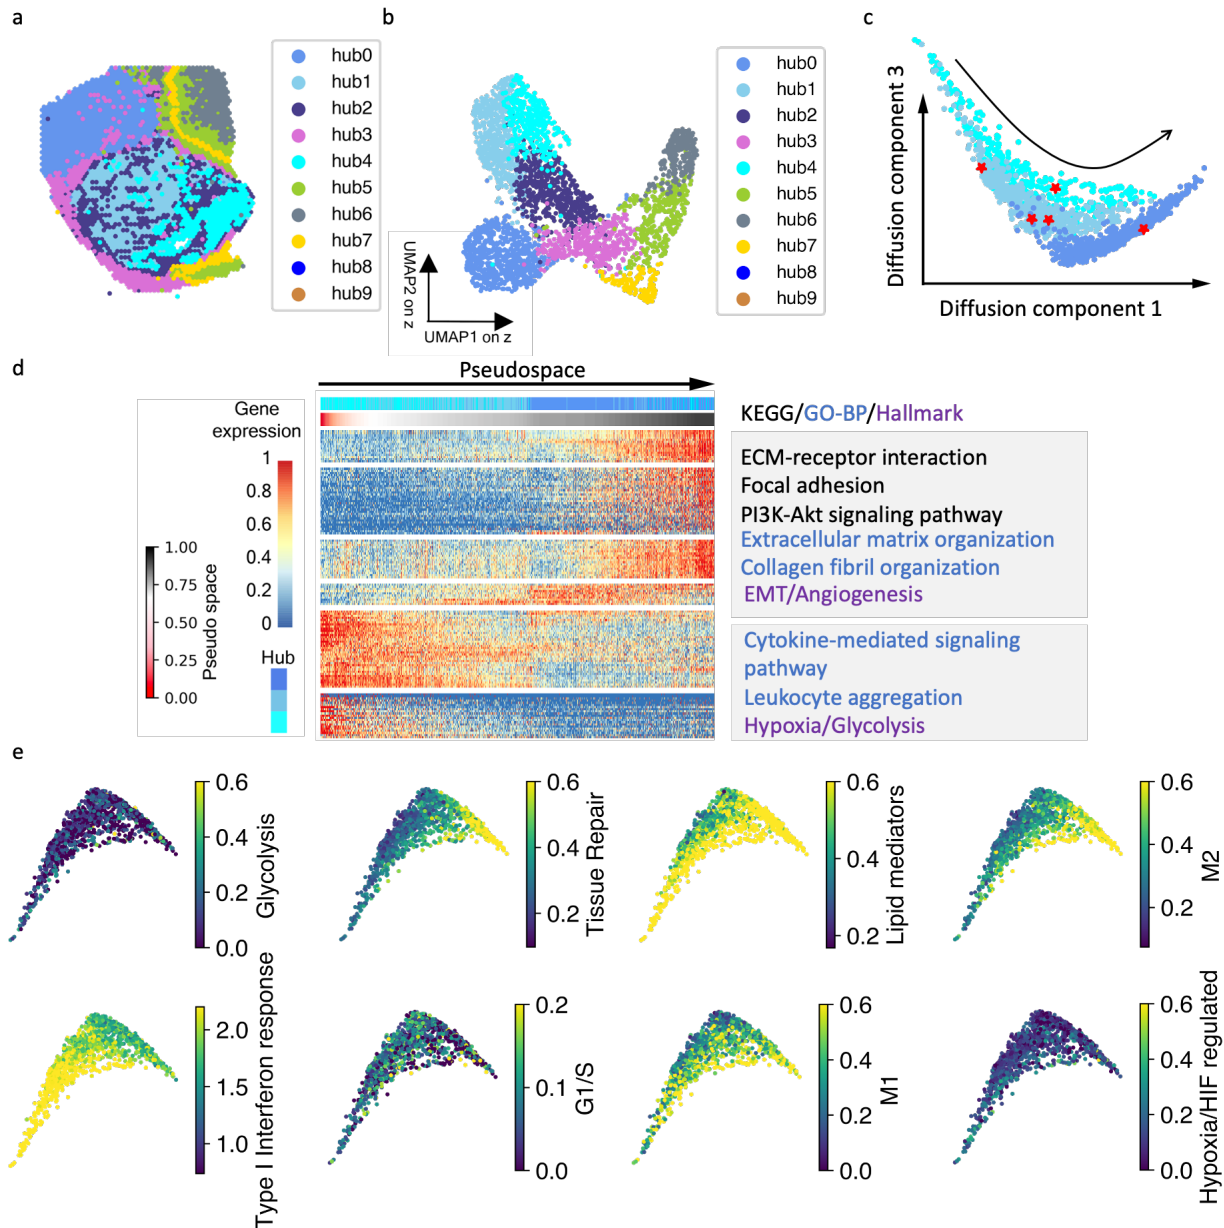 a
hub0
hub1
hub2
hub3
hub4
hub5
hub6
hub7
hub8
hub9
b
UMAP2 on z
UMAP1 on z
hub0
hub1
hub2
hub3
hub4
hub5
hub6
hub7
hub8
hub9
c
Diffusion component 3
Diffusion component 1
d
Pseudospace
Gene
expression
1
0.8
0.6
0.4
0.2
0
1.00
0.75
0.50
0.25
0.00
Pseudo space
Hub
KEGG/GO-BP/Hallmark
ECM-receptor interaction
Focal adhesion
PI3K-Akt signaling pathway
Extracellular matrix organization
Collagen fibril organization
EMT/Angiogenesis
Cytokine-mediated signaling
pathway
Leukocyte aggregation
Hypoxia/Glycolysis
e
0.6
0.4
0.2
0.0
Glycolysis
0.6
0.4
0.2
Tissue Repair
0.6
0.4
0.2
Lipid mediators
0.6
0.4
0.2
M2
2.0
1.5
1.0
Type I Interferon response
0.2
0.1
0.0
G1/S
0.6
0.4
0.2
0.0
M1
0.6
0.4
0.2
0.0
Hypoxia/HIF regulated